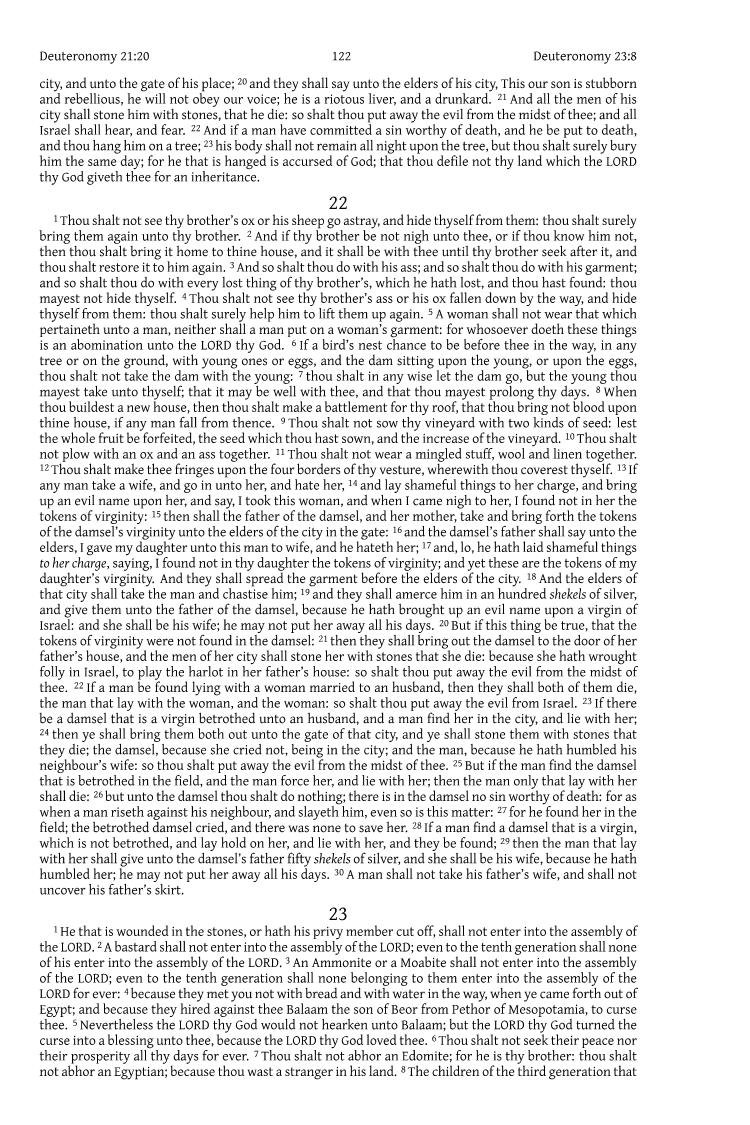 Deuteronomy 21:20
122
Deuteronomy 23:8
city, and unto the gate of his place; 20 and they shall say unto the elders of his city, This our son is stubborn
and rebellious, he will not obey our voice; he is a riotous liver, and a drunkard. 21 And all the men of his
city shall stone him with stones, that he die: so shalt thou put away the evil from the midst of thee; and all
Israel shall hear, and fear. 22 And if a man have committed a sin worthy of death, and he be put to death,
and thou hang him on a tree; 23 his body shall not remain all night upon the tree, but thou shalt surely bury
him the same day; for he that is hanged is accursed of God; that thou defile not thy land which the LORD
thy God giveth thee for an inheritance.
22
1 Thou shalt not see thy brother’s ox or his sheep go astray, and hide thyself from them: thou shalt surely
bring them again unto thy brother. 2 And if thy brother be not nigh unto thee, or if thou know him not,
then thou shalt bring it home to thine house, and it shall be with thee until thy brother seek after it, and
thou shalt restore it to him again. 3 And so shalt thou do with his ass; and so shalt thou do with his garment;
and so shalt thou do with every lost thing of thy brother’s, which he hath lost, and thou hast found: thou
mayest not hide thyself. 4 Thou shalt not see thy brother’s ass or his ox fallen down by the way, and hide
thyself from them: thou shalt surely help him to lift them up again. 5 A woman shall not wear that which
pertaineth unto a man, neither shall a man put on a woman’s garment: for whosoever doeth these things
is an abomination unto the LORD thy God. 6 If a bird’s nest chance to be before thee in the way, in any
tree or on the ground, with young ones or eggs, and the dam sitting upon the young, or upon the eggs,
thou shalt not take the dam with the young: 7 thou shalt in any wise let the dam go, but the young thou
mayest take unto thyself; that it may be well with thee, and that thou mayest prolong thy days. 8 When
thou buildest a new house, then thou shalt make a battlement for thy roof, that thou bring not blood upon
thine house, if any man fall from thence. 9 Thou shalt not sow thy vineyard with two kinds of seed: lest
the whole fruit be forfeited, the seed which thou hast sown, and the increase of the vineyard. 10 Thou shalt
not plow with an ox and an ass together. 11 Thou shalt not wear a mingled stuff, wool and linen together.
12 Thou shalt make thee fringes upon the four borders of thy vesture, wherewith thou coverest thyself. 13 If
any man take a wife, and go in unto her, and hate her, 14 and lay shameful things to her charge, and bring
up an evil name upon her, and say, I took this woman, and when I came nigh to her, I found not in her the
tokens of virginity: 15 then shall the father of the damsel, and her mother, take and bring forth the tokens
of the damsel’s virginity unto the elders of the city in the gate: 16 and the damsel’s father shall say unto the
elders, I gave my daughter unto this man to wife, and he hateth her; 17 and, lo, he hath laid shameful things
to her charge, saying, I found not in thy daughter the tokens of virginity; and yet these are the tokens of my
daughter’s virginity. And they shall spread the garment before the elders of the city. 18 And the elders of
that city shall take the man and chastise him; 19 and they shall amerce him in an hundred shekels of silver,
and give them unto the father of the damsel, because he hath brought up an evil name upon a virgin of
Israel: and she shall be his wife; he may not put her away all his days. 20 But if this thing be true, that the
tokens of virginity were not found in the damsel: 21 then they shall bring out the damsel to the door of her
father’s house, and the men of her city shall stone her with stones that she die: because she hath wrought
folly in Israel, to play the harlot in her father’s house: so shalt thou put away the evil from the midst of
thee. 22 If a man be found lying with a woman married to an husband, then they shall both of them die,
the man that lay with the woman, and the woman: so shalt thou put away the evil from Israel. 23 If there
be a damsel that is a virgin betrothed unto an husband, and a man find her in the city, and lie with her;
24 then ye shall bring them both out unto the gate of that city, and ye shall stone them with stones that
they die; the damsel, because she cried not, being in the city; and the man, because he hath humbled his
neighbour’s wife: so thou shalt put away the evil from the midst of thee. 25 But if the man find the damsel
that is betrothed in the field, and the man force her, and lie with her; then the man only that lay with her
shall die: 26 but unto the damsel thou shalt do nothing; there is in the damsel no sin worthy of death: for as
when a man riseth against his neighbour, and slayeth him, even so is this matter: 27 for he found her in the
field; the betrothed damsel cried, and there was none to save her. 28 If a man find a damsel that is a virgin,
which is not betrothed, and lay hold on her, and lie with her, and they be found; 29 then the man that lay
with her shall give unto the damsel’s father fifty shekels of silver, and she shall be his wife, because he hath
humbled her; he may not put her away all his days. 30 A man shall not take his father’s wife, and shall not
uncover his father’s skirt.
23
1 He that is wounded in the stones, or hath his privy member cut off, shall not enter into the assembly of
the LORD. 2 A bastard shall not enter into the assembly of the LORD; even to the tenth generation shall none
of his enter into the assembly of the LORD. 3 An Ammonite or a Moabite shall not enter into the assembly
of the LORD; even to the tenth generation shall none belonging to them enter into the assembly of the
LORD for ever: 4 because they met you not with bread and with water in the way, when ye came forth out of
Egypt; and because they hired against thee Balaam the son of Beor from Pethor of Mesopotamia, to curse
thee. 5 Nevertheless the LORD thy God would not hearken unto Balaam; but the LORD thy God turned the
curse into a blessing unto thee, because the LORD thy God loved thee. 6 Thou shalt not seek their peace nor
their prosperity all thy days for ever. 7 Thou shalt not abhor an Edomite; for he is thy brother: thou shalt
not abhor an Egyptian; because thou wast a stranger in his land. 8 The children of the third generation that